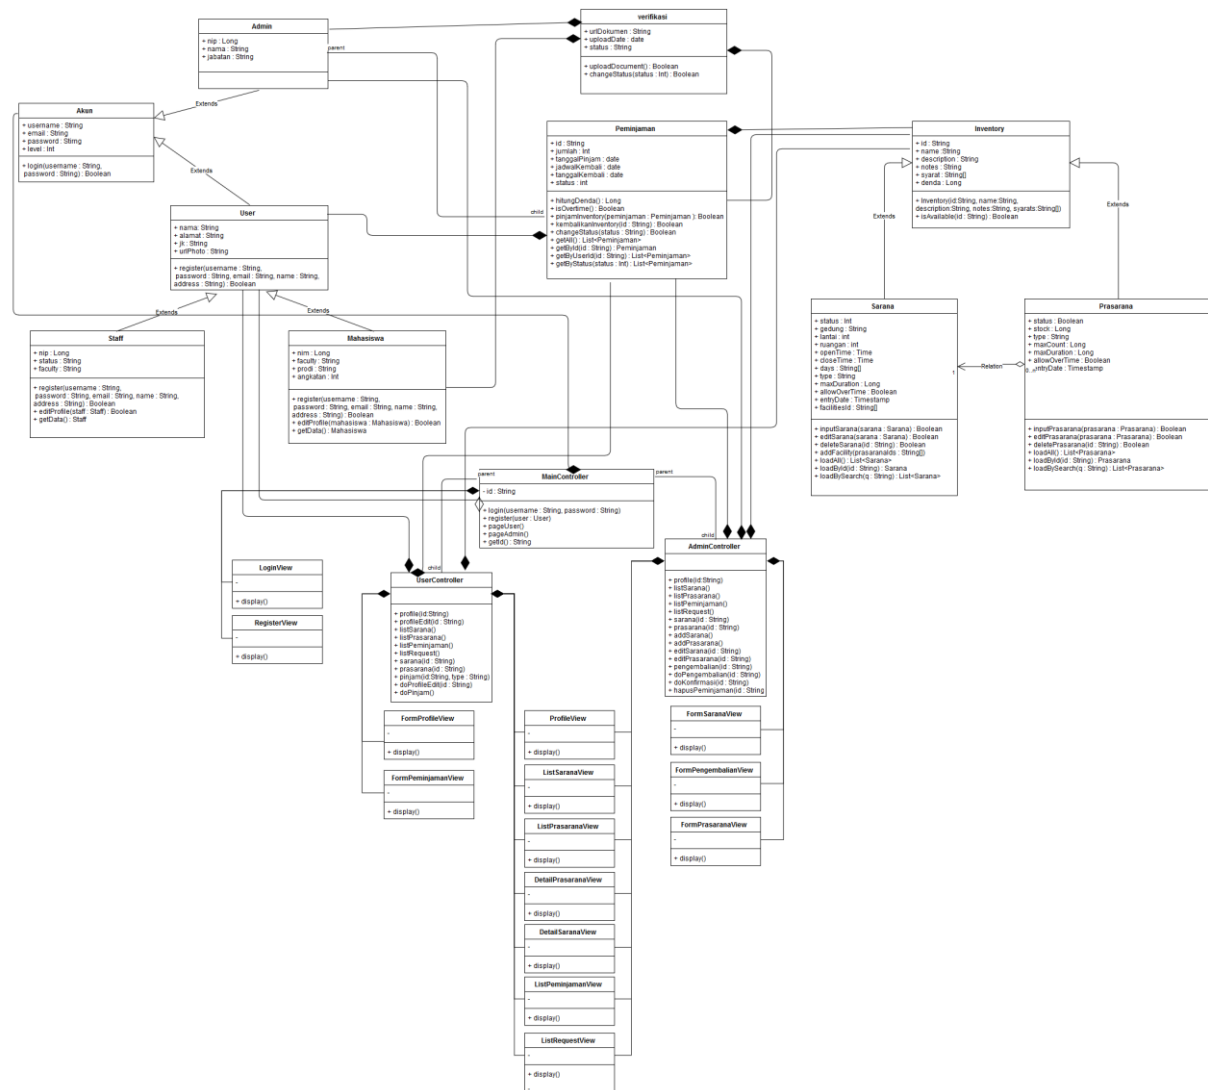 Admin
+ nip : Long
+ nama : String
+ jabatan : String
verifikasi
+ urlDokumen : String
+ uploadDate : date
+ status : String
+ uploadDocument() : Boolean
+ changeStatus(status : Int) : Boolean
parent
Extends
Akun
+ username : String
+ email : String
+ password : Stirng
+ level : Int
+ login(username : String,
password : String) : Boolean
Extends
Peminjaman
+ id : String
+ jumlah : Int
+ tanggalPinjam : date
+ jadwalKembali : date
+ tanggalKembali : date
+ status : int
+ hitungDenda() : Long
+ isOvertime() : Boolean
+ pinjamInventory(peminjaman : Peminjaman ) : Boolean
+ kembalikanInventory(id : String) : Boolean
+ changeStatus(status : String) : Boolean
+ getAll() : List<Peminjaman>
+ getById(id : String) : Peminjaman
+ getByUserId(id : String) : List<Peminjaman>
+ getByStatus(status : Int) : List<Peminjaman>
child
Inventory
+ id : String
+ name :String
+ description : String
+ notes : String
+ syarat : String[]
+ denda : Long
+ Inventory(id:String, name:String,
description:String, notes:String, syarats:String[])
+ isAvailable(id : String) : Boolean
Extends
Extends
User
+ nama: String
+ alamat : String
+ jk : String
+ urlPhoto : String
+ register(username : String,
password : String, email : String, name : String,
address : String) : Boolean
Extends
Extends
Staff
+ nip : Long
+ status : String
+ faculty : String
+ register(username : String,
password : String, email : String, name : String,
address : String) : Boolean
+ editProfile(staff : Staff) : Boolean
+ getData() : Staff
Mahasiswa
+ nim : Long
+ faculty : String
+ prodi : String
+ angkatan : Int
+register(username : String,
password : String, email : String, name : String,
address : String) : Boolean
+ editProfile(mahasiswa : Mahasiswa) : Boolean
+ getData() : Mahasiswa
Sarana
+ status : Int
+ gedung : String
+ lantai : int
+ ruangan : int
+ openTime : Time
+ closeTime : Time
+ days : String[]
+ type : String
+ maxDuration : Long
+ allowOverTime : Boolean
+ entryDate : Timestamp
+ facilitiesId : String[]
+ inputSarana(sarana : Sarana) : Boolean
+ editSarana(sarana : Sarana) : Boolean
+ deleteSarana(id : String) : Boolean
+ addFacility(prasaranaIds : String[])
+ loadAll() : List<Sarana>
+ loadById(id : String) : Sarana
+ loadBySearch(q : String) : List<Sarana>
1
Relation
Prasarana
+ status : Boolean
+ stock : Long
+ type : String
+ maxCount : Long
+ maxDuration : Long
+ allowOverTime : Boolean
entryDate : Timestamp
+ inputPrasarana(prasarana : Prasarana) : Boolean
+ editPrasarana(prasarana : Prasarana) : Boolean
+ deletePrasarana(id : String) : Boolean
+ loadAll() : List<Prasarana>
+ loadById(id : String) : Prasarana
+ loadBySearch(q : String) : List<Prasarana>
parent
parent
MainController
- id : String
+ login(username : String, password : String)
+ register(user : User)
+ pageUser()
+ pageAdmin()
+ getId() : String
child
child
LoginView
-
+ display()
RegisterView
-
+ display()
UserController
+ profile(id:String)
+ profileEdit(id : String)
+ listSarana()
+ listPrasarana()
+ listPeminjaman()
+ listRequest()
+ sarana(id : String)
+ prasarana(id : String)
+ pinjam(id:String, type : String)
+ doProfileEdit(id : String)
+ doPinjam()
AdminController
+ profile(id:String)
+ listSarana()
+ listPrasarana()
+ listPeminjaman()
+ listRequest()
+ sarana(id : String)
+ prasarana(id : String)
+ addSarana()
+ addPrasarana()
+ editSarana(id : String)
+ editPrasarana(id : String)
+ pengembalian(id : String)
+ doPengembalian(id : String)
+ doKonfirmasi(id : String)
+ hapusPeminjaman(id : String
FormProfileView
-
+ display()
FormPeminjamanView
-
+ display()
ProfileView
-
+ display()
ListSaranaView
-
+ display()
ListPrasaranaView
-
+ display()
DetailPrasaranaView
-
+ display()
DetailSaranaView
-
+ display()
ListPeminjamanView
-
+ display()
ListRequestView
-
+ display()
FormSaranaView
-
+ display()
FormPengembalianView
-
+ display()
FormPrasaranaView
-
+ display()